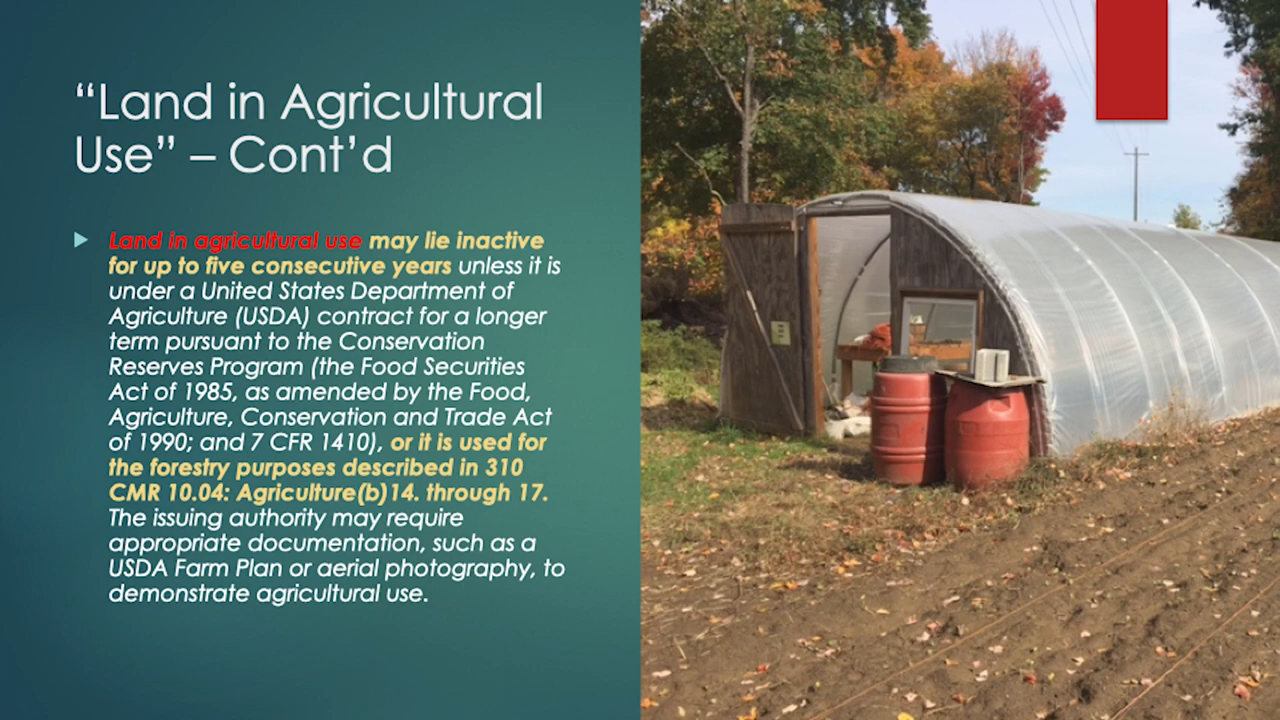 “Land in Agricultural
Use” – Cont’d
Land in agricultural use may lie inactive
for up to five consecutive years unless it is
under a United States Department of
Agriculture (USDA) contract for a longer
term pursuant to the Conservation
Reserves Program (the Food Securities
Act of 1985, as amended by the Food,
Agriculture, Conservation and Trade Act
of 1990; and 7 CFR 1410), or it is used for
the forestry purposes described in 310
CMR 10.04: Agriculture(b)14. through 17.
The issuing authority may require
appropriate documentation, such as a
USDA Farm Plan or aerial photography, to
demonstrate agricultural use.